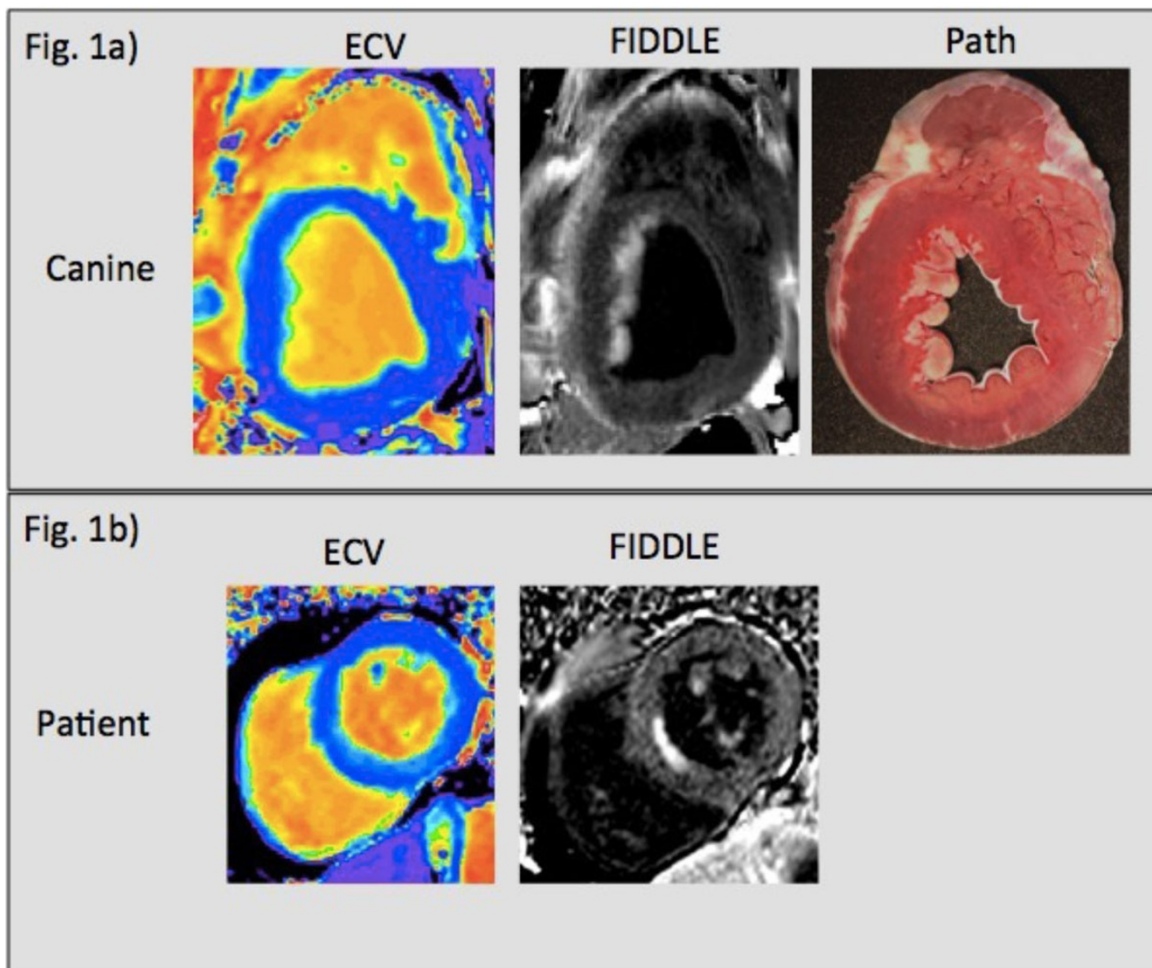 Fig. 1a)
ECV
FIDDLE
Path
Canine
Fig. 1b)
ECV
FIDDLE
Patient